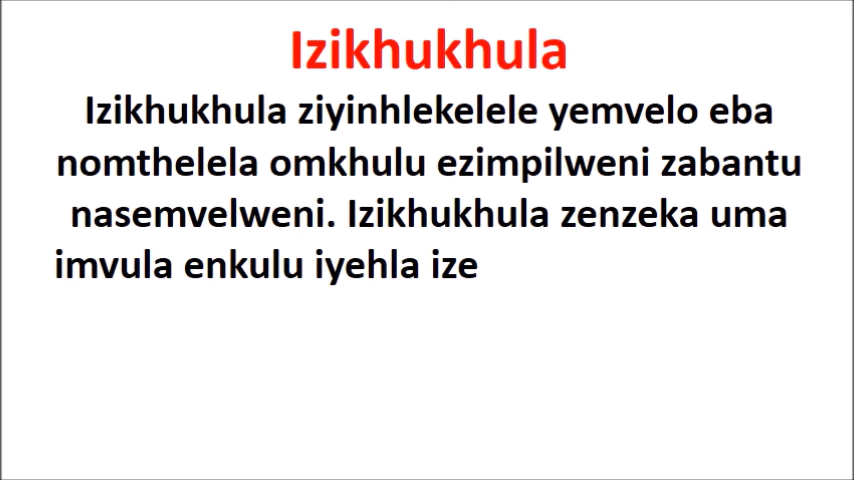 Izikhukhula
Izikhukhula ziyinhlekelele yemvelo eba
nomthelela omkhulu ezimpilweni zabantu
nasemvelweni. Izikhukhula zenzeka uma
imvula enkulu iyehla ize